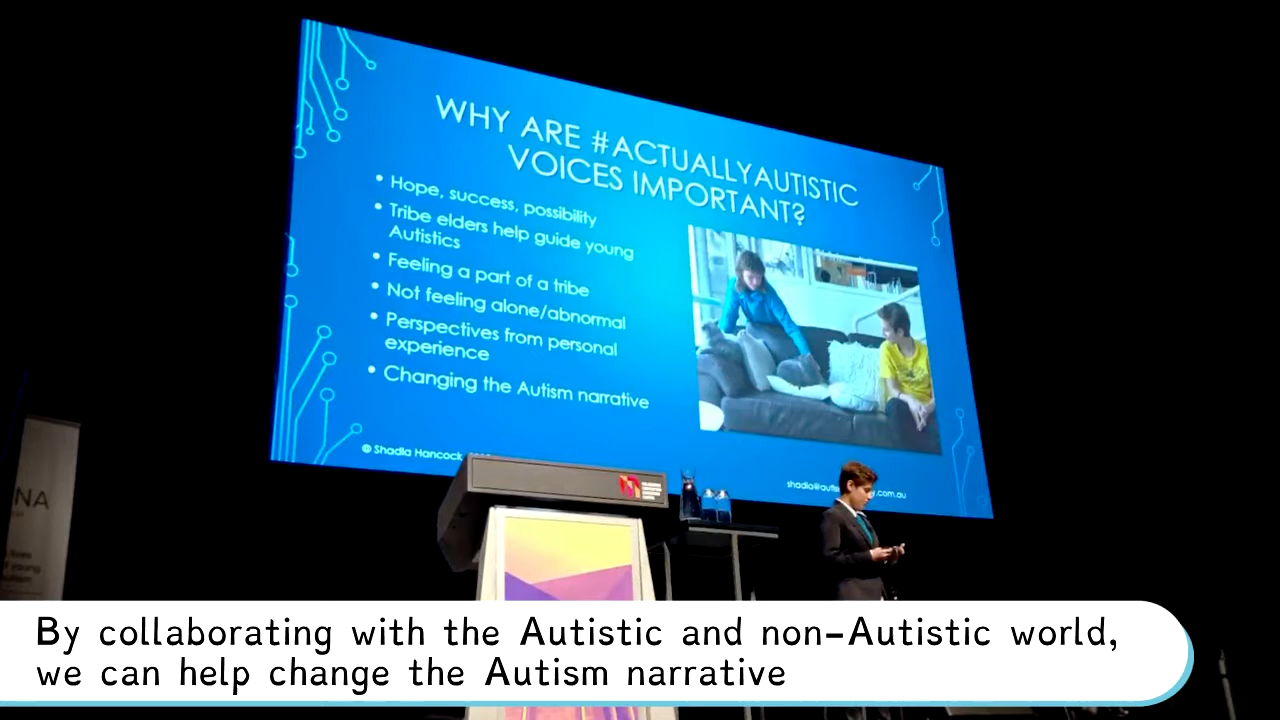 WHY ARE #ACTUALLYAUTISTIC
VOICES IMPORTANT?
• Hope, success, possibility
• Tribe elders help guide young
Autistics
• Feeling a part of a tribe
• Not feeling alone/abnormal
• Perspectives from personal
experience
• Changing the Autism narrative
© Shadia Hancock
NA
By collaborating with the Autistic and non-Autistic world,
we can help change the Autism narrative